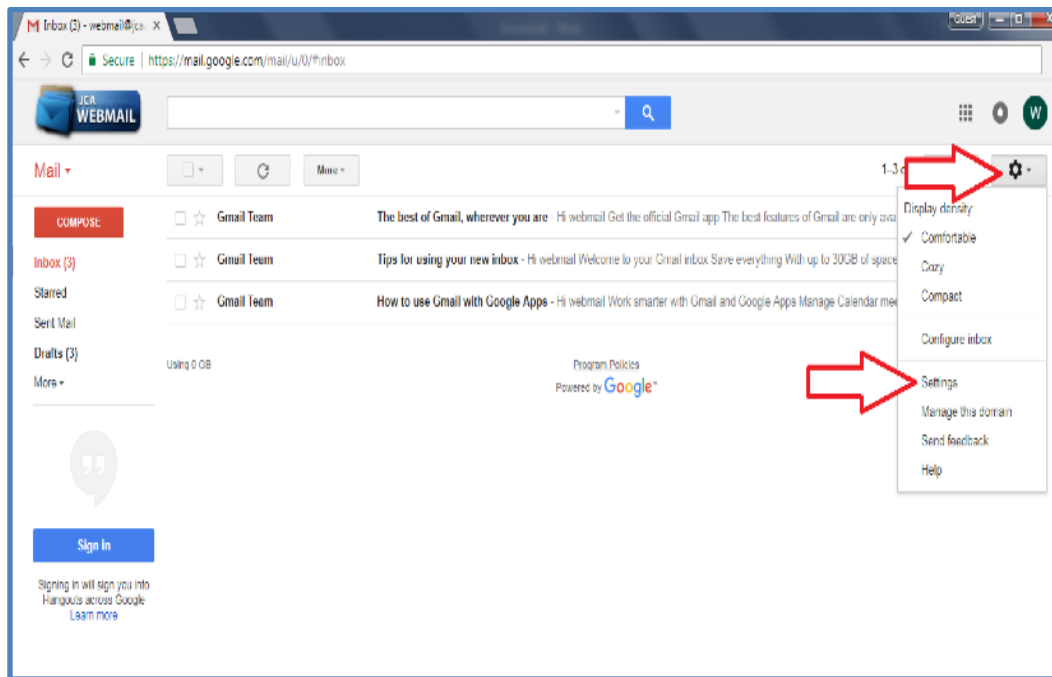 Inbox (3) - webmail@jca
Guest
Secure | https://mail.google.com/mail/u/0/#inbox
JCA
WEBMAIL
W
Mail
More
1–3
COMPOSE
Gmail Team The best of Gmail, wherever you are - Hi webmail Get the official Gmail app The best features of Gmail are only ava
Display density
Comfortable
Inbox (3)
Gmail Team Tips for using your new inbox - Hi webmail Welcome to your Gmail inbox Save everything With up to 30GB of space
Cozy
Starred
Gmail Team How to use Gmail with Google Apps - Hi webmail Work smarter with Gmail and Google Apps Manage Calendar mee
Compact
Sent Mail
Configure inbox
Drafts (3)
Using 0 GB
Program Policies
More
Powered by Google™
Settings
Manage this domain
Send feedback
Help
Sign in
Signing in will sign you into
Hangouts across Google
Learn more